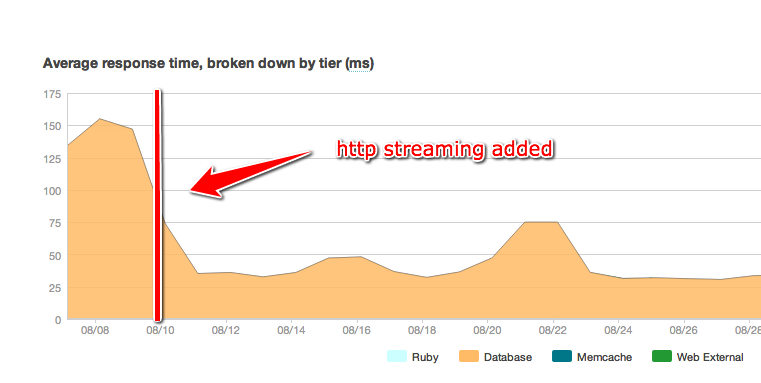 Average response time, broken down by tier (ms)
175
150
125
100
75
50
25
0
http streaming added
08/08 08/10 08/12 08/14 08/16 08/18 08/20 08/22 08/24 08/26 08/28
Ruby Database Memcache Web External